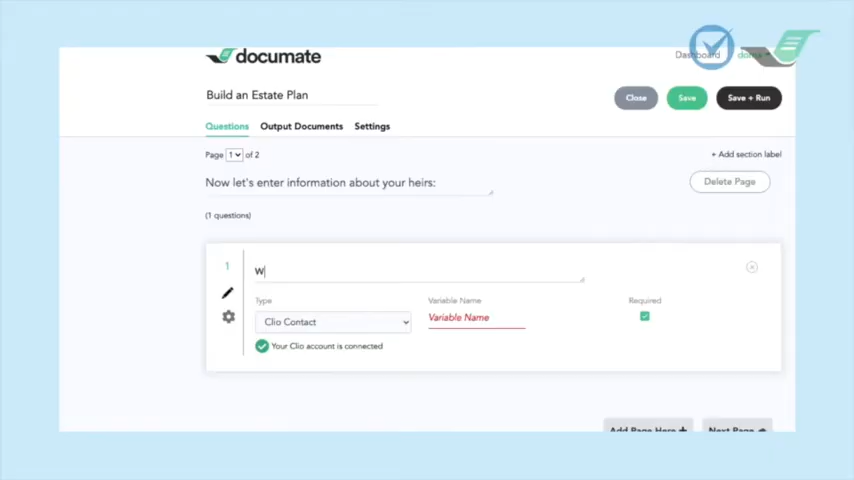 documate
Dashboard
Build an Estate Plan
Close
Save
Save + Run
Questions
Output Documents
Settings
Page 1 of 2
+ Add section label
Now let's enter information about your heirs:
Delete Page
(1 questions)
1
W
Type
Variable Name
Required
Clio Contact
Variable Name
Your Clio account is connected
Add Page Here +
Next Page